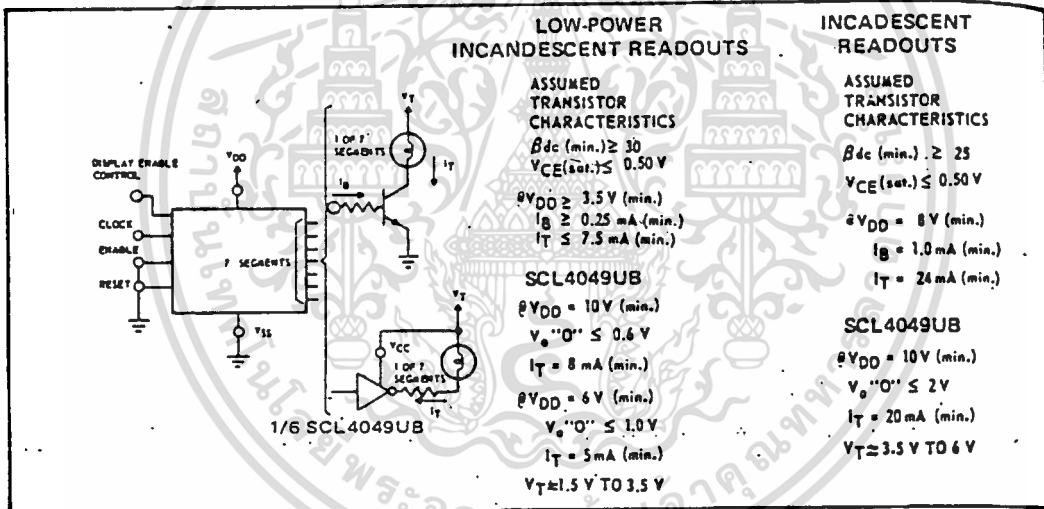 LOW-POWER
INCANDESCENT READOUTS
ASSUMED
TRANSISTOR
CHARACTERISTICS
βdc (min.) ≥ 30
VCE(sat.) ≤ 0.50 V
@VDD ≥ 3.5 V (min.)
IB ≥ 0.25 mA (min.)
IT ≤ 7.5 mA (min.)
SCL4049UB
@VDD = 10 V (min.)
Vo "0" ≤ 0.6 V
IT = 8 mA (min.)
@VDD = 6 V (min.)
Vo "0" ≤ 1.0 V
IT = 5 mA (min.)
VT ≈ 1.5 V TO 3.5 V
INCADESCENT
READOUTS
ASSUMED
TRANSISTOR
CHARACTERISTICS
βdc (min.) ≥ 25
VCE(sat.) ≤ 0.50 V
@VDD = 8 V (min.)
IB = 1.0 mA (min.)
IT = 24 mA (min.)
SCL4049UB
@VDD = 10 V (min.)
Vo "0" ≤ 2 V
IT = 20 mA (min.)
VT ≈ 3.5 V TO 6 V
DISPLAY ENABLE
CONTROL
CLOCK
ENABLE
RESET
VDD
7 SEGMENTS
VSS
VT
1 OF 7
SEGMENTS
IT
IB
VT
VCC
1 OF 7
SEGMENTS
IT
1/6 SCL4049UB